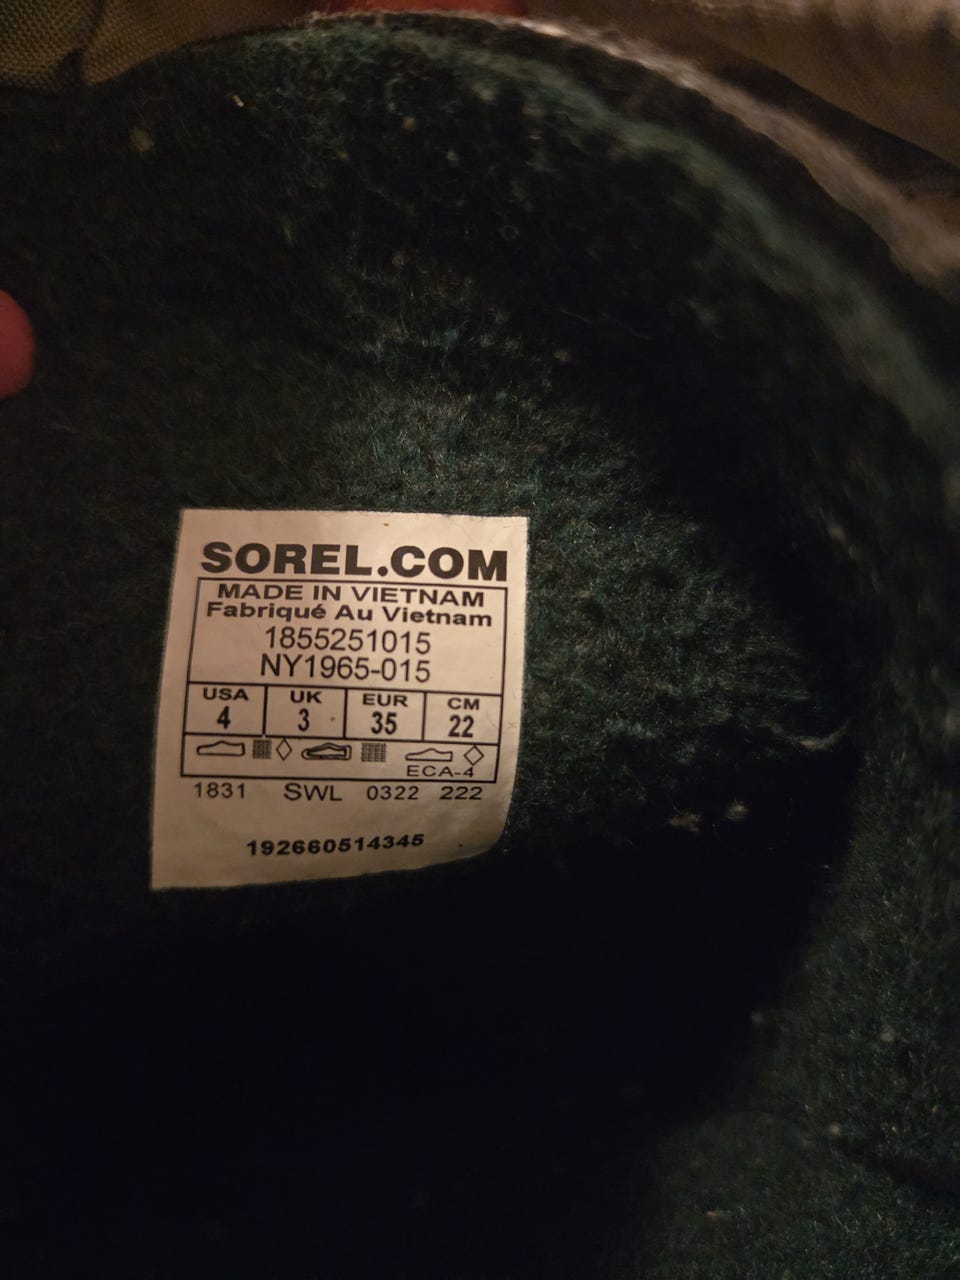 SOREL.COM
MADE IN VIETNAM
Fabriqué Au Vietnam
1855251015
NY1965-015
USA UK EUR CM
4 3 35 22
ECA-4
1831 SWL 0322 222
192660514345